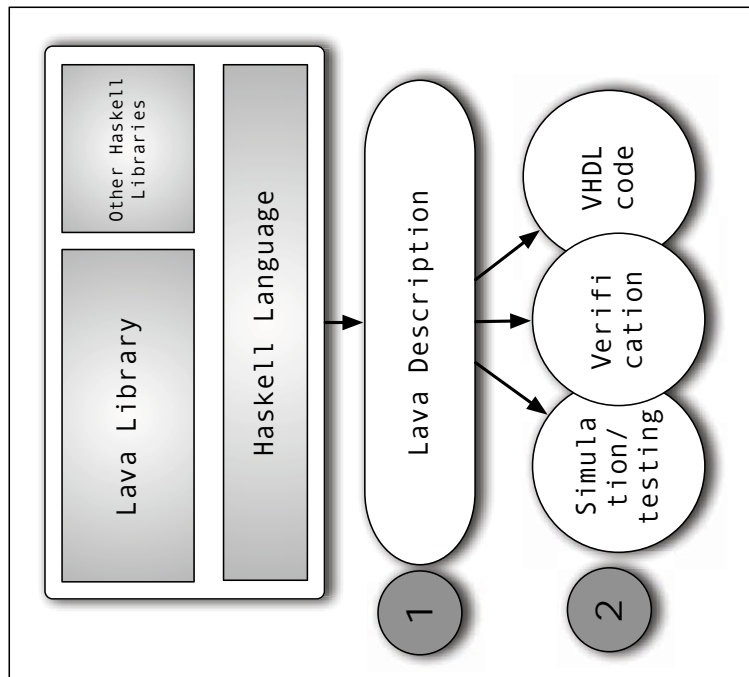 Lava Library
Other Haskell
Libraries
Haskell Language
1
Lava Description
2
Simula
tion/
testing
Verifi
cation
VHDL
code